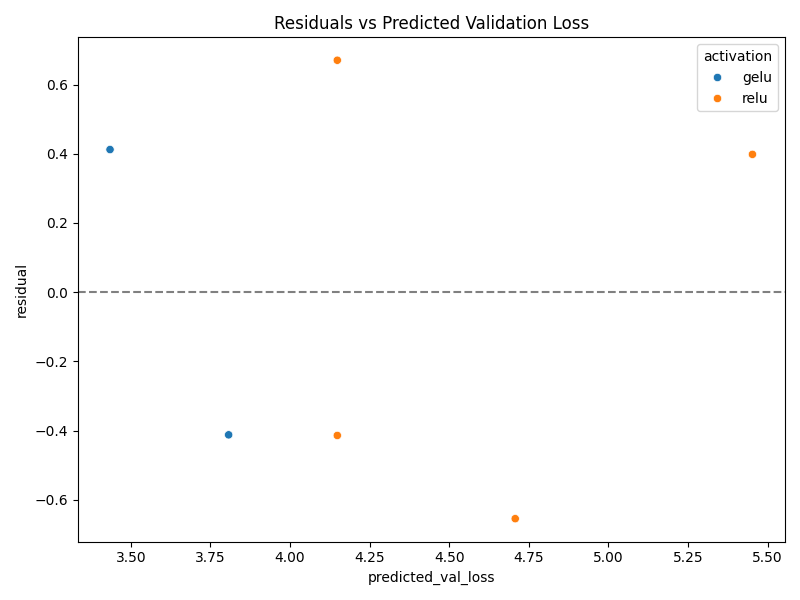 Residuals vs Predicted Validation Loss
activation
gelu
relu
residual
0.6
0.4
0.2
0.0
−0.2
−0.4
−0.6
3.50 3.75 4.00 4.25 4.50 4.75 5.00 5.25 5.50
predicted_val_loss